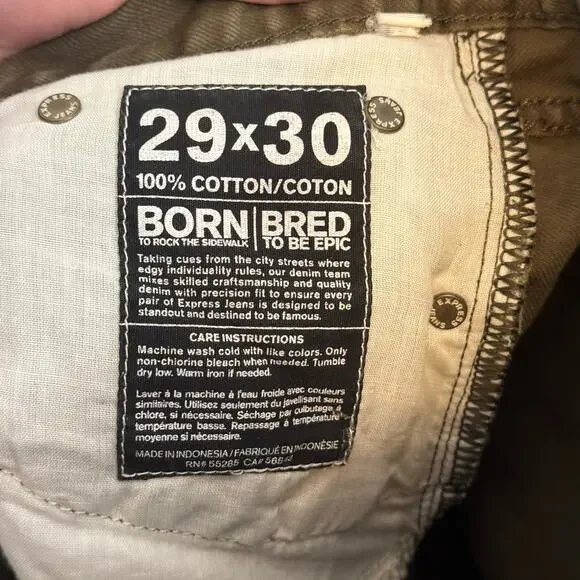 29x30
100% COTTON/COTON
BORN | BRED
TO ROCK THE SIDEWALK | TO BE EPIC
Taking cues from the city streets where
edgy individuality rules, our denim team
mixes skilled craftsmanship and quality
denim with precision fit to ensure every
pair of Express Jeans is designed to be
standout and destined to be famous.
CARE INSTRUCTIONS
Machine wash cold with like colors. Only
non-chlorine bleach when needed. Tumble
dry low. Warm iron if needed.
Laver à la machine à l'eau froide avec couleurs
similaires. Utilisez seulement du javellisant sans
chlore, si nécessaire. Séchage par culbutage à
température basse. Repassage à température
moyenne si nécessaire.
MADE IN INDONESIA / FABRIQUÉ EN INDONÉSIE
RN# 55285 CA#
EXPRESS JEANS
EXPRESS JEANS
EXPRESS